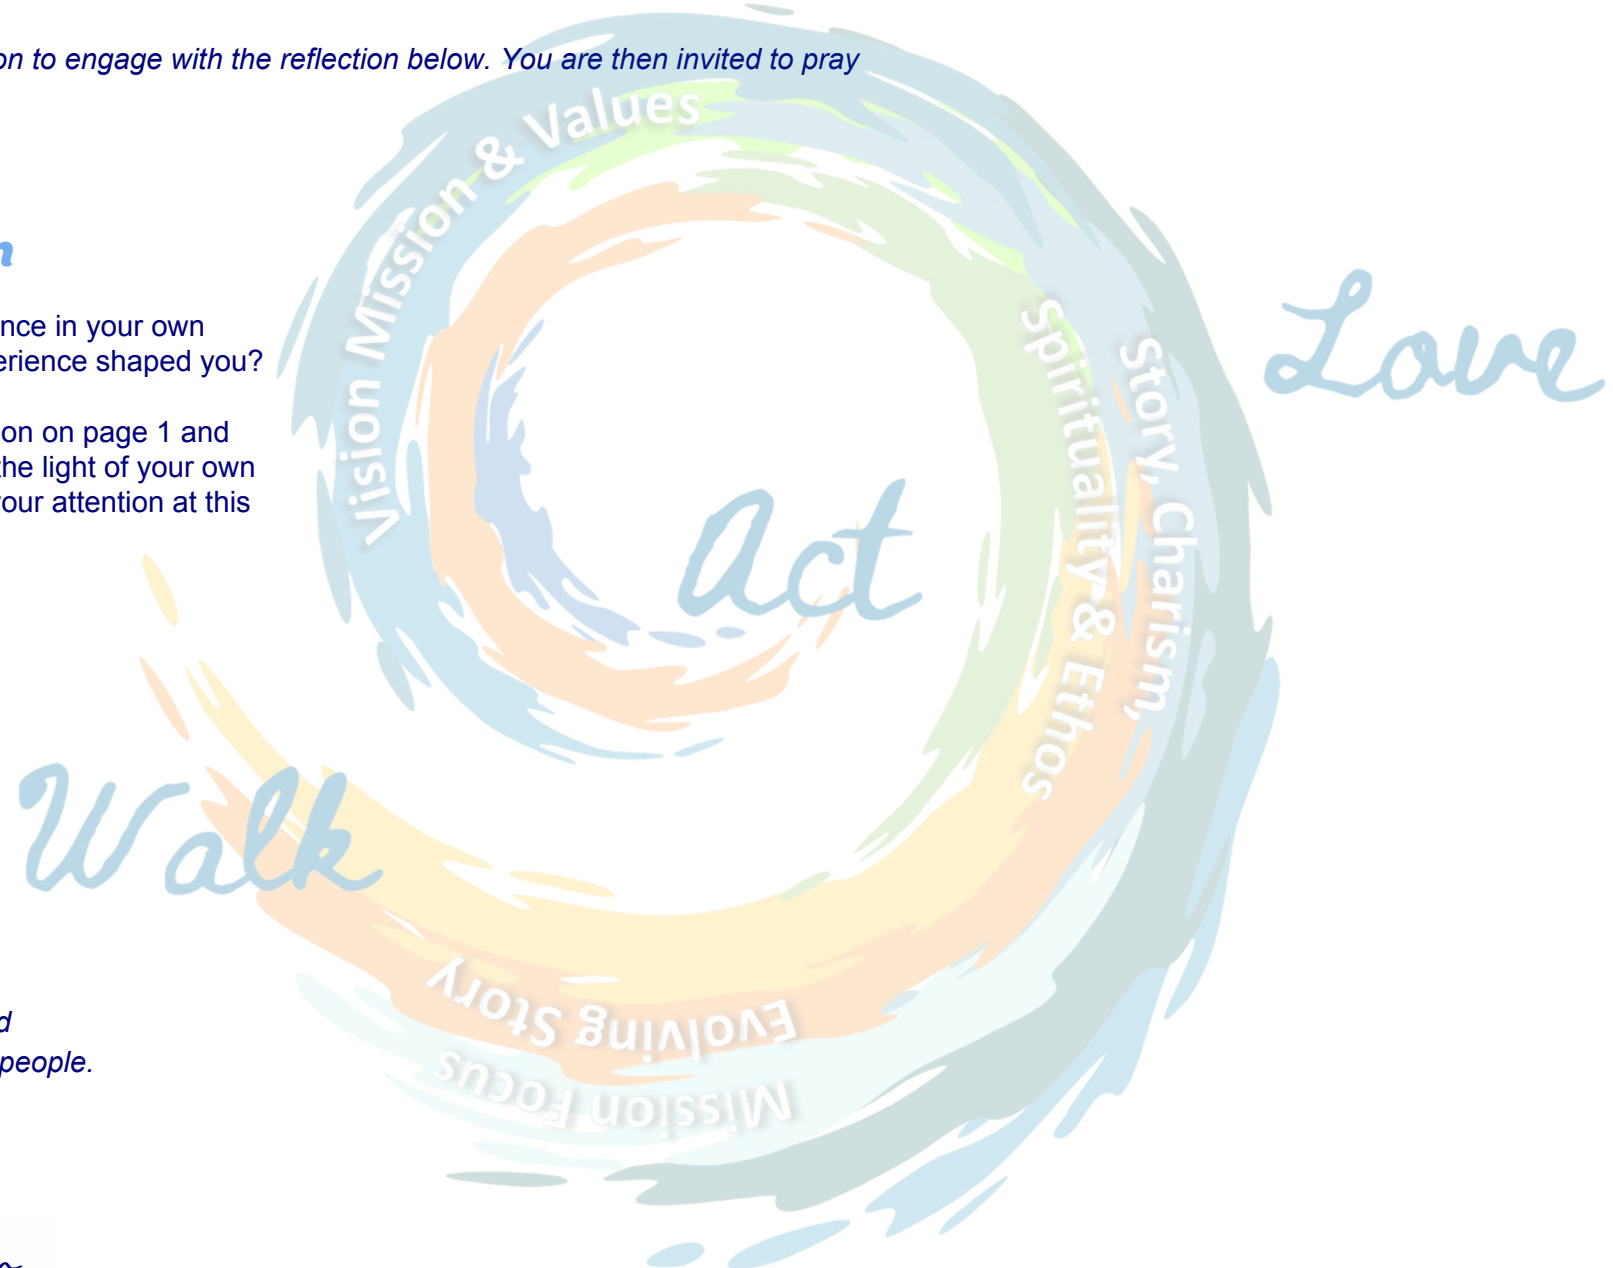 on to engage with the reflection below. You are then invited to pray
Vision Mission & Values
n
nce in your own
erience shaped you?
on on page 1 and
the light of your own
your attention at this
Love
Story, Charism,
Spirituality & Ethos
Act
Walk
Evolving Story
Mission Focus
d
people.